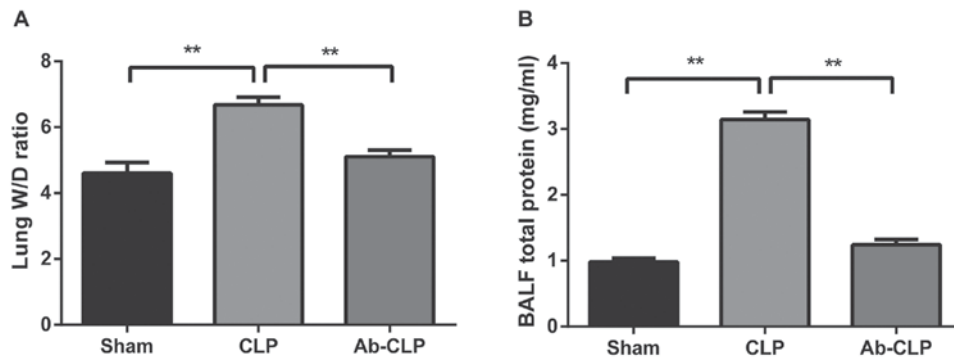 A
Lung W/D ratio
8
6
4
2
0
**
**
Sham
CLP
Ab-CLP
B
BALF total protein (mg/ml)
4
3
2
1
0
**
**
Sham
CLP
Ab-CLP